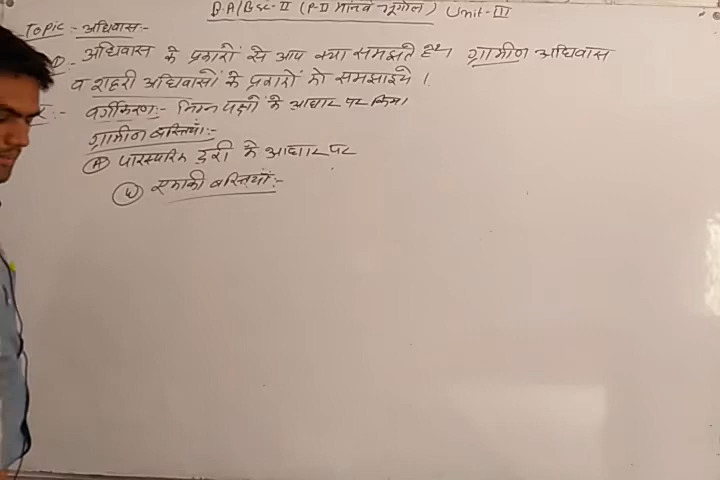 B.A/BSc-II (P-II मानव भूगोल) Unit-III
Topic:- अधिवास:-
अधिवास के प्रकारों से आप क्या समझते है। ग्रामीण अधिवास
व शहरी अधिवासों के प्रकारों को समझाइये।
वर्गीकरण:- निम्न पक्षों के आधार पर किया।
ग्रामीन बस्तियां:-
(A) पारस्परिक दूरी के आधार पर
एकाकी बस्तियाँ:-